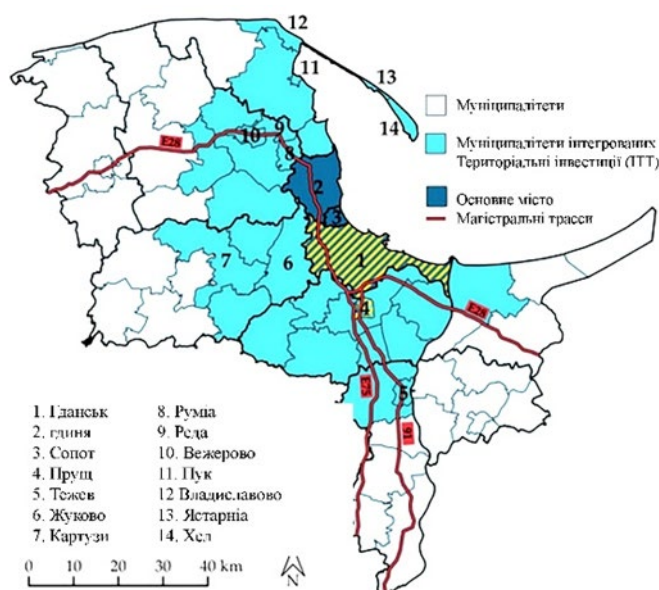 12
13
11
14
E28
10
9
8
2
3
1
7
6
4
E28
5
E75
91
Муніципалітети
Муніципалітети інтегрованих
Територіальні інвестиції (ІТТ)
Основне місто
Магістральні трасси
1. Гданськ
2. гдиня
3. Сопот
4. Прущ
5. Тежев
6. Жуково
7. Картузи
8. Румія
9. Реда
10. Вежерово
11. Пук
12 Владиславово
13. Ястарніа
14. Хел
0 10 20 30 40 km
N